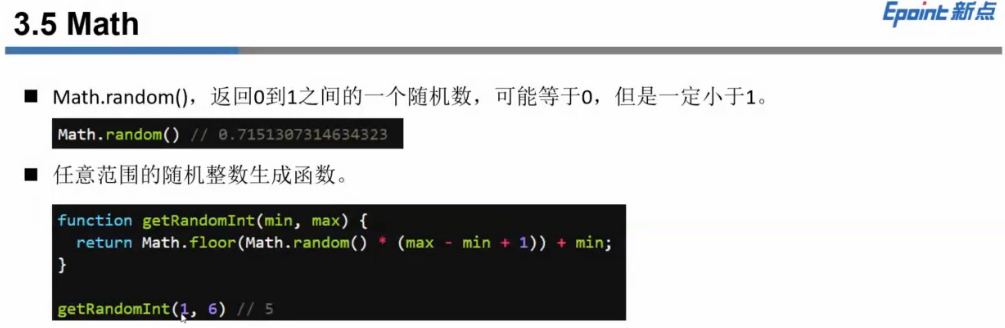 3.5 Math
Epoint 新点
■ Math.random()，返回0到1之间的一个随机数，可能等于0，但是一定小于1。
Math.random() // 0.7151307314634323
■ 任意范围的随机整数生成函数。
function getRandomInt(min, max) {
  return Math.floor(Math.random() * (max - min + 1)) + min;
}
getRandomInt(1, 6) // 5